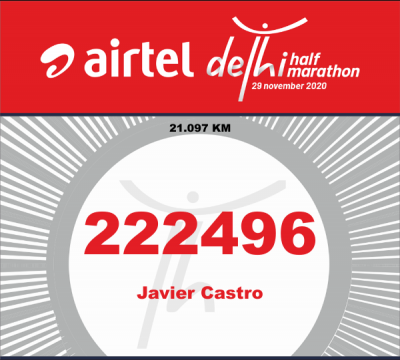 airtel delhi half marathon
29 november 2020
21.097 KM
222496
Javier Castro